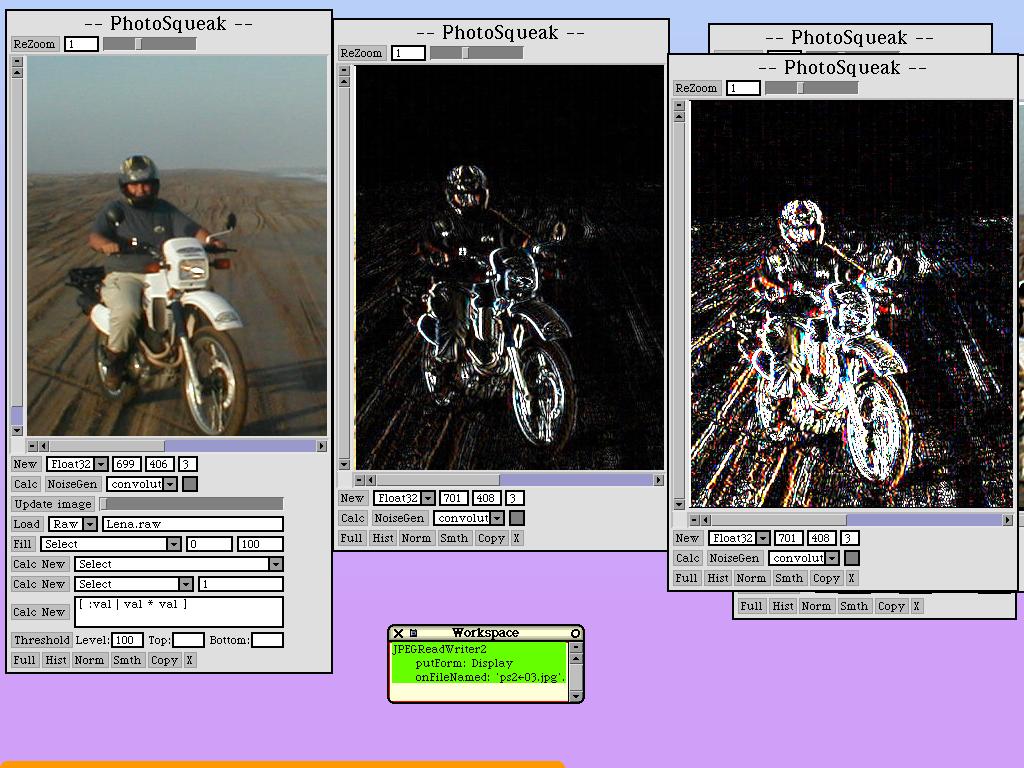 -- PhotoSqueak --
ReZoom 1
New Float32 699 406 3
Calc NoiseGen convolut
Update image
Load Raw Lena.raw
Fill Select 0 100
Calc New Select
Calc New Select 1
Calc New [ :val | val * val ]
Threshold Level: 100 Top: Bottom:
Full Hist Norm Smth Copy X
-- PhotoSqueak --
ReZoom 1
New Float32 701 408 3
Calc NoiseGen convolut
Full Hist Norm Smth Copy X
-- PhotoSqueak --
-- PhotoSqueak --
ReZoom 1
New Float32 701 408 3
Calc NoiseGen convolut
Full Hist Norm Smth Copy X
Full Hist Norm Smth Copy X
Workspace
JPEGReadWriter2
putForm: Display
onFileNamed: 'ps2←03.jpg'.